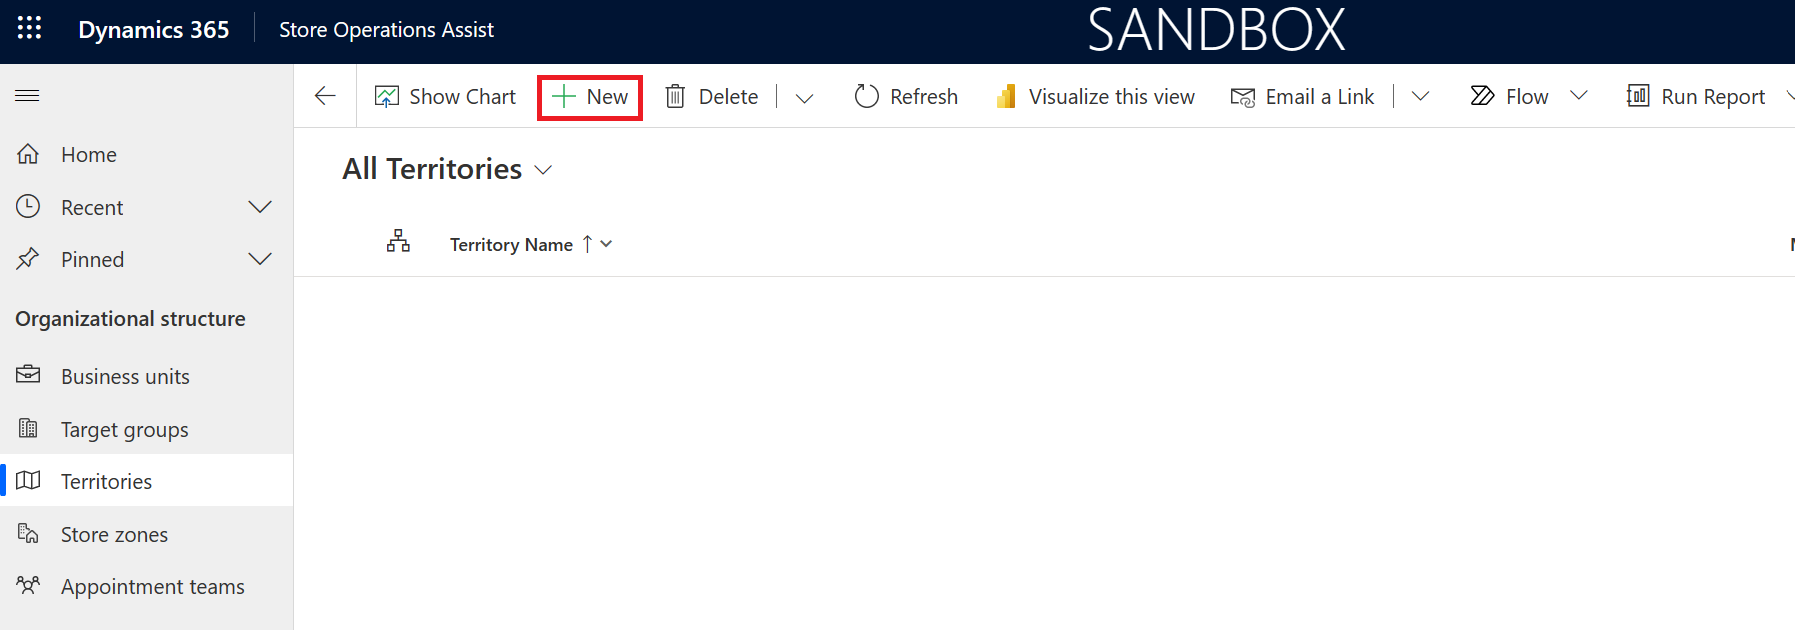 Dynamics 365
Store Operations Assist
SANDBOX
Show Chart
New
Delete
Refresh
Visualize this view
Email a Link
Flow
Run Report
Home
Recent
Pinned
Organizational structure
Business units
Target groups
Territories
Store zones
Appointment teams
All Territories
Territory Name